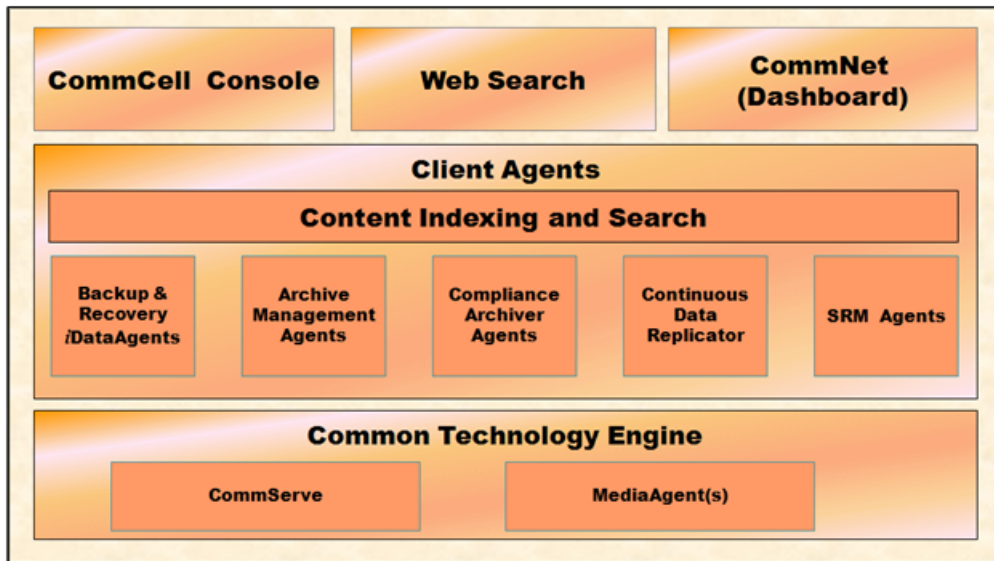 CommCell Console
Web Search
CommNet
(Dashboard)
Client Agents
Content Indexing and Search
Backup &
Recovery
iDataAgents
Archive
Management
Agents
Compliance
Archiver
Agents
Continuous
Data
Replicator
SRM Agents
Common Technology Engine
CommServe
MediaAgent(s)